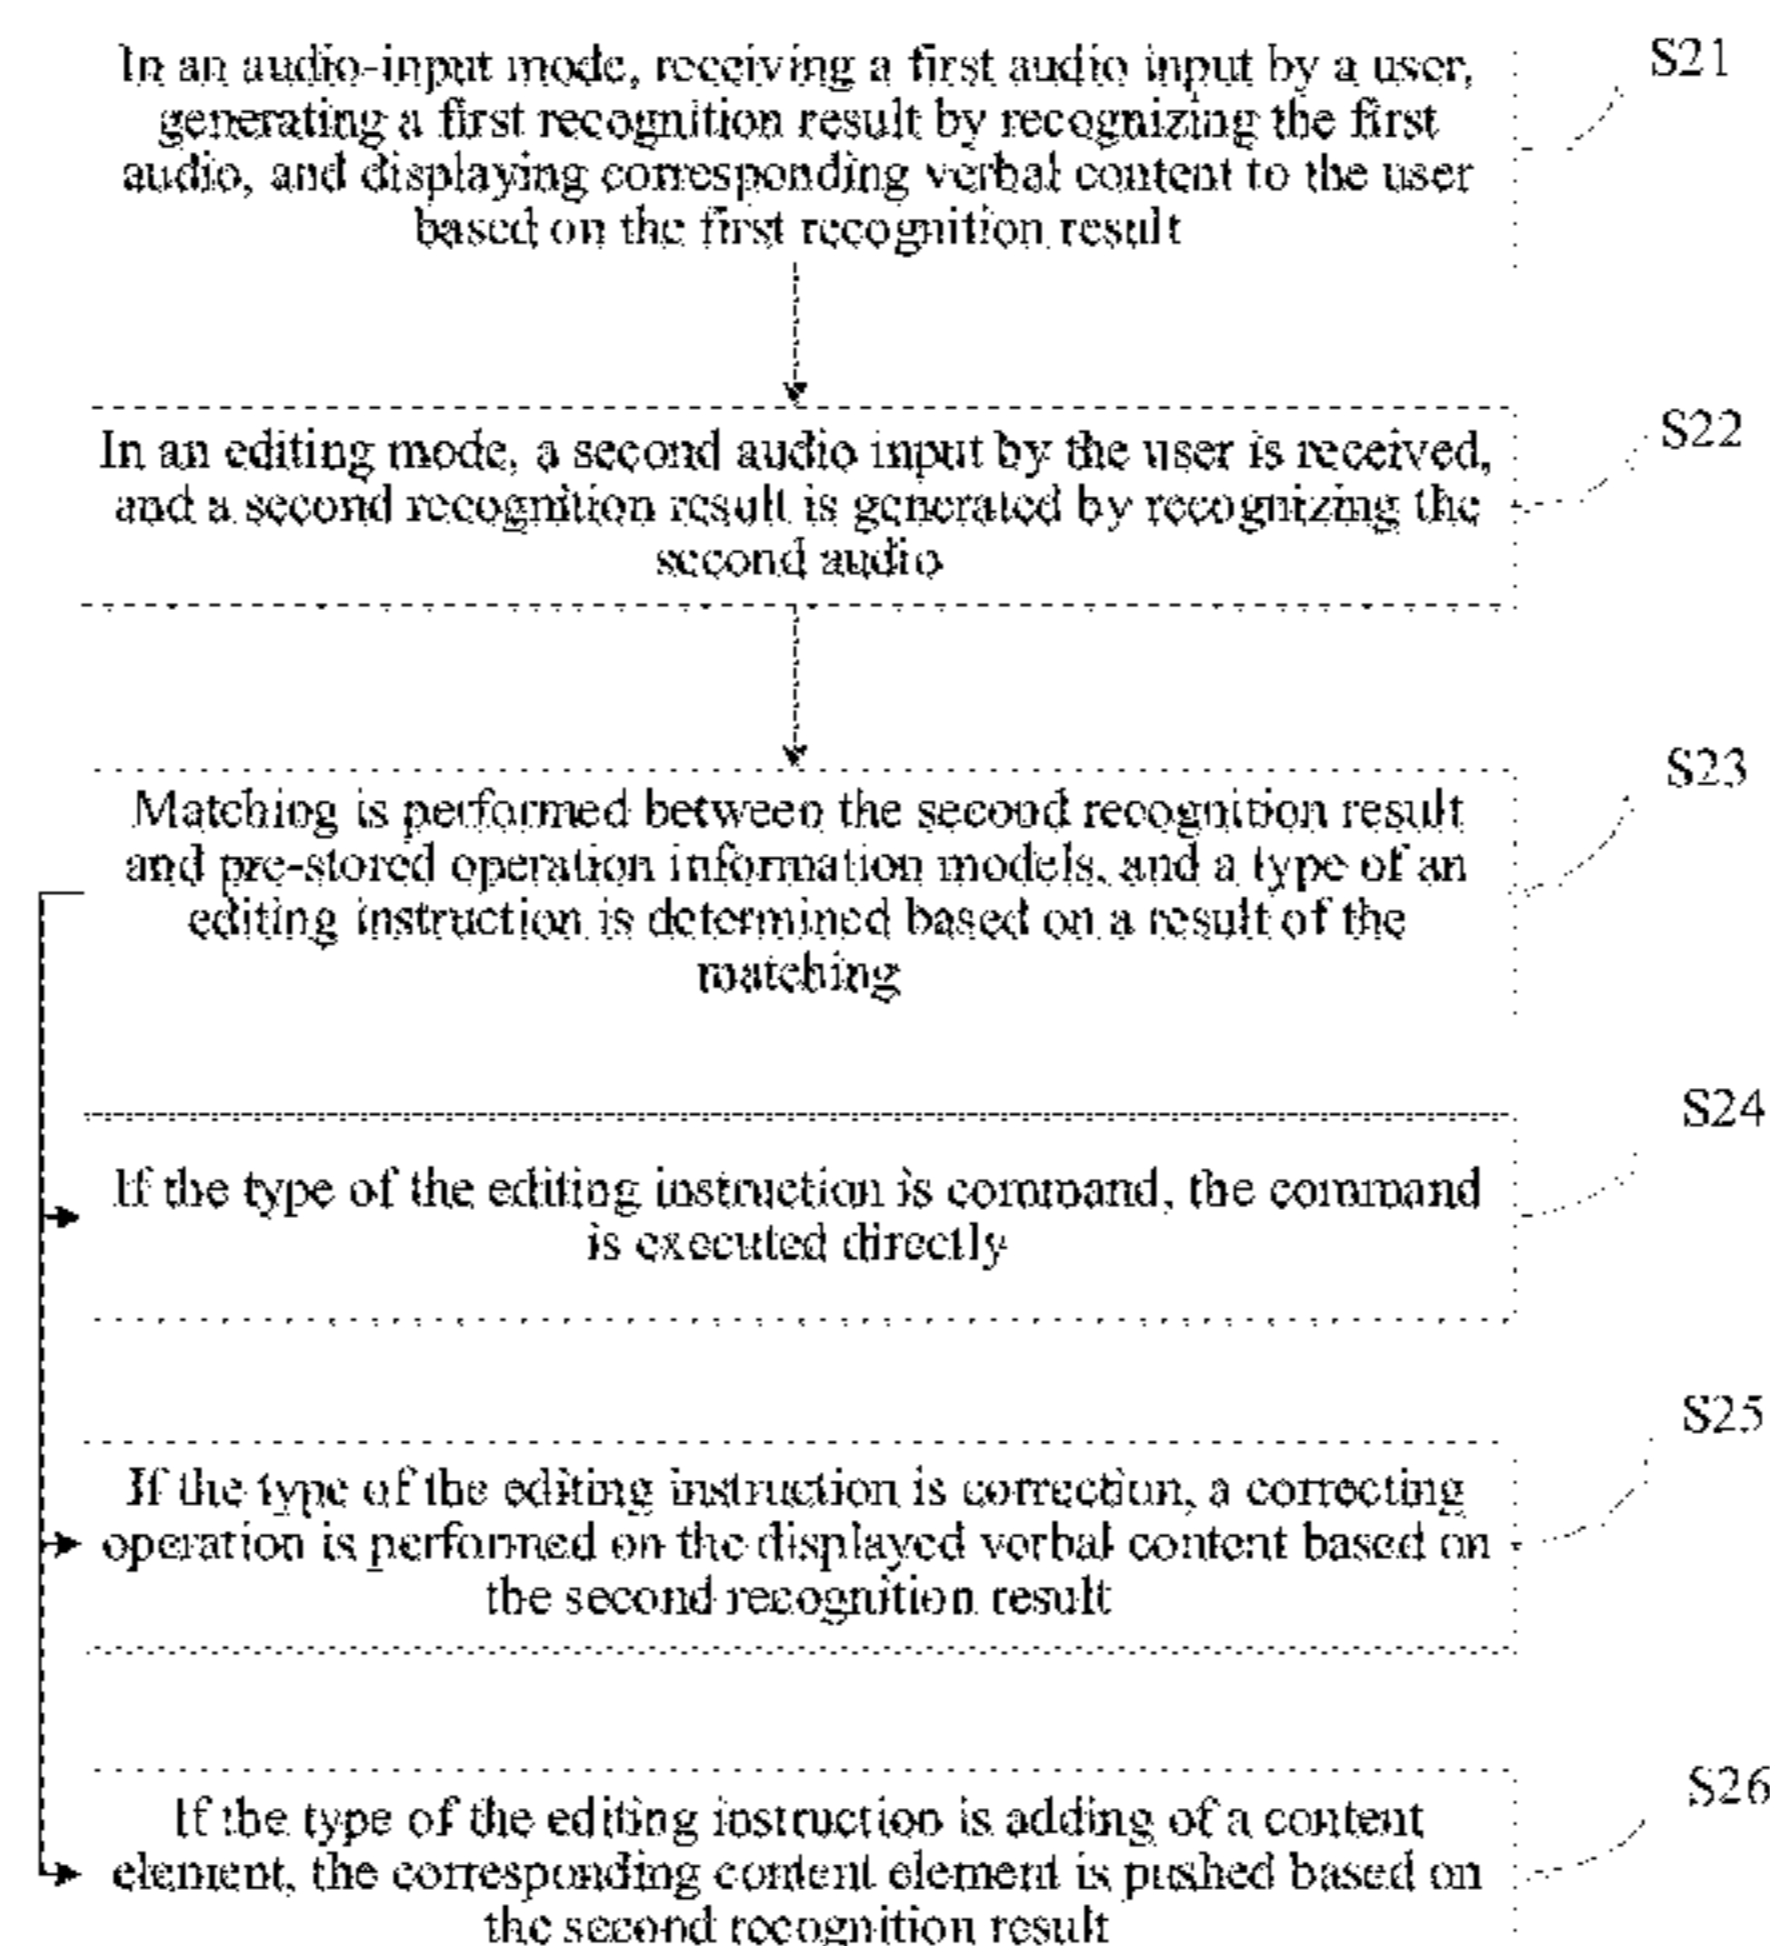 In an audio-input mode, receiving a first audio input by a user,
generating a first recognition result by recognizing the first
audio, and displaying corresponding verbal content to the user
based on the first recognition result
S21
In an editing mode, a second audio input by the user is received,
and a second recognition result is generated by recognizing the
second audio
S22
Matching is performed between the second recognition result
and pre-stored operation information models, and a type of an
editing instruction is determined based on a result of the
matching
S23
If the type of the editing instruction is command, the command
is executed directly
S24
If the type of the editing instruction is correction, a correcting
operation is performed on the displayed verbal content based on
the second recognition result
S25
If the type of the editing instruction is adding of a content
element, the corresponding content element is pushed based on
the second recognition result
S26